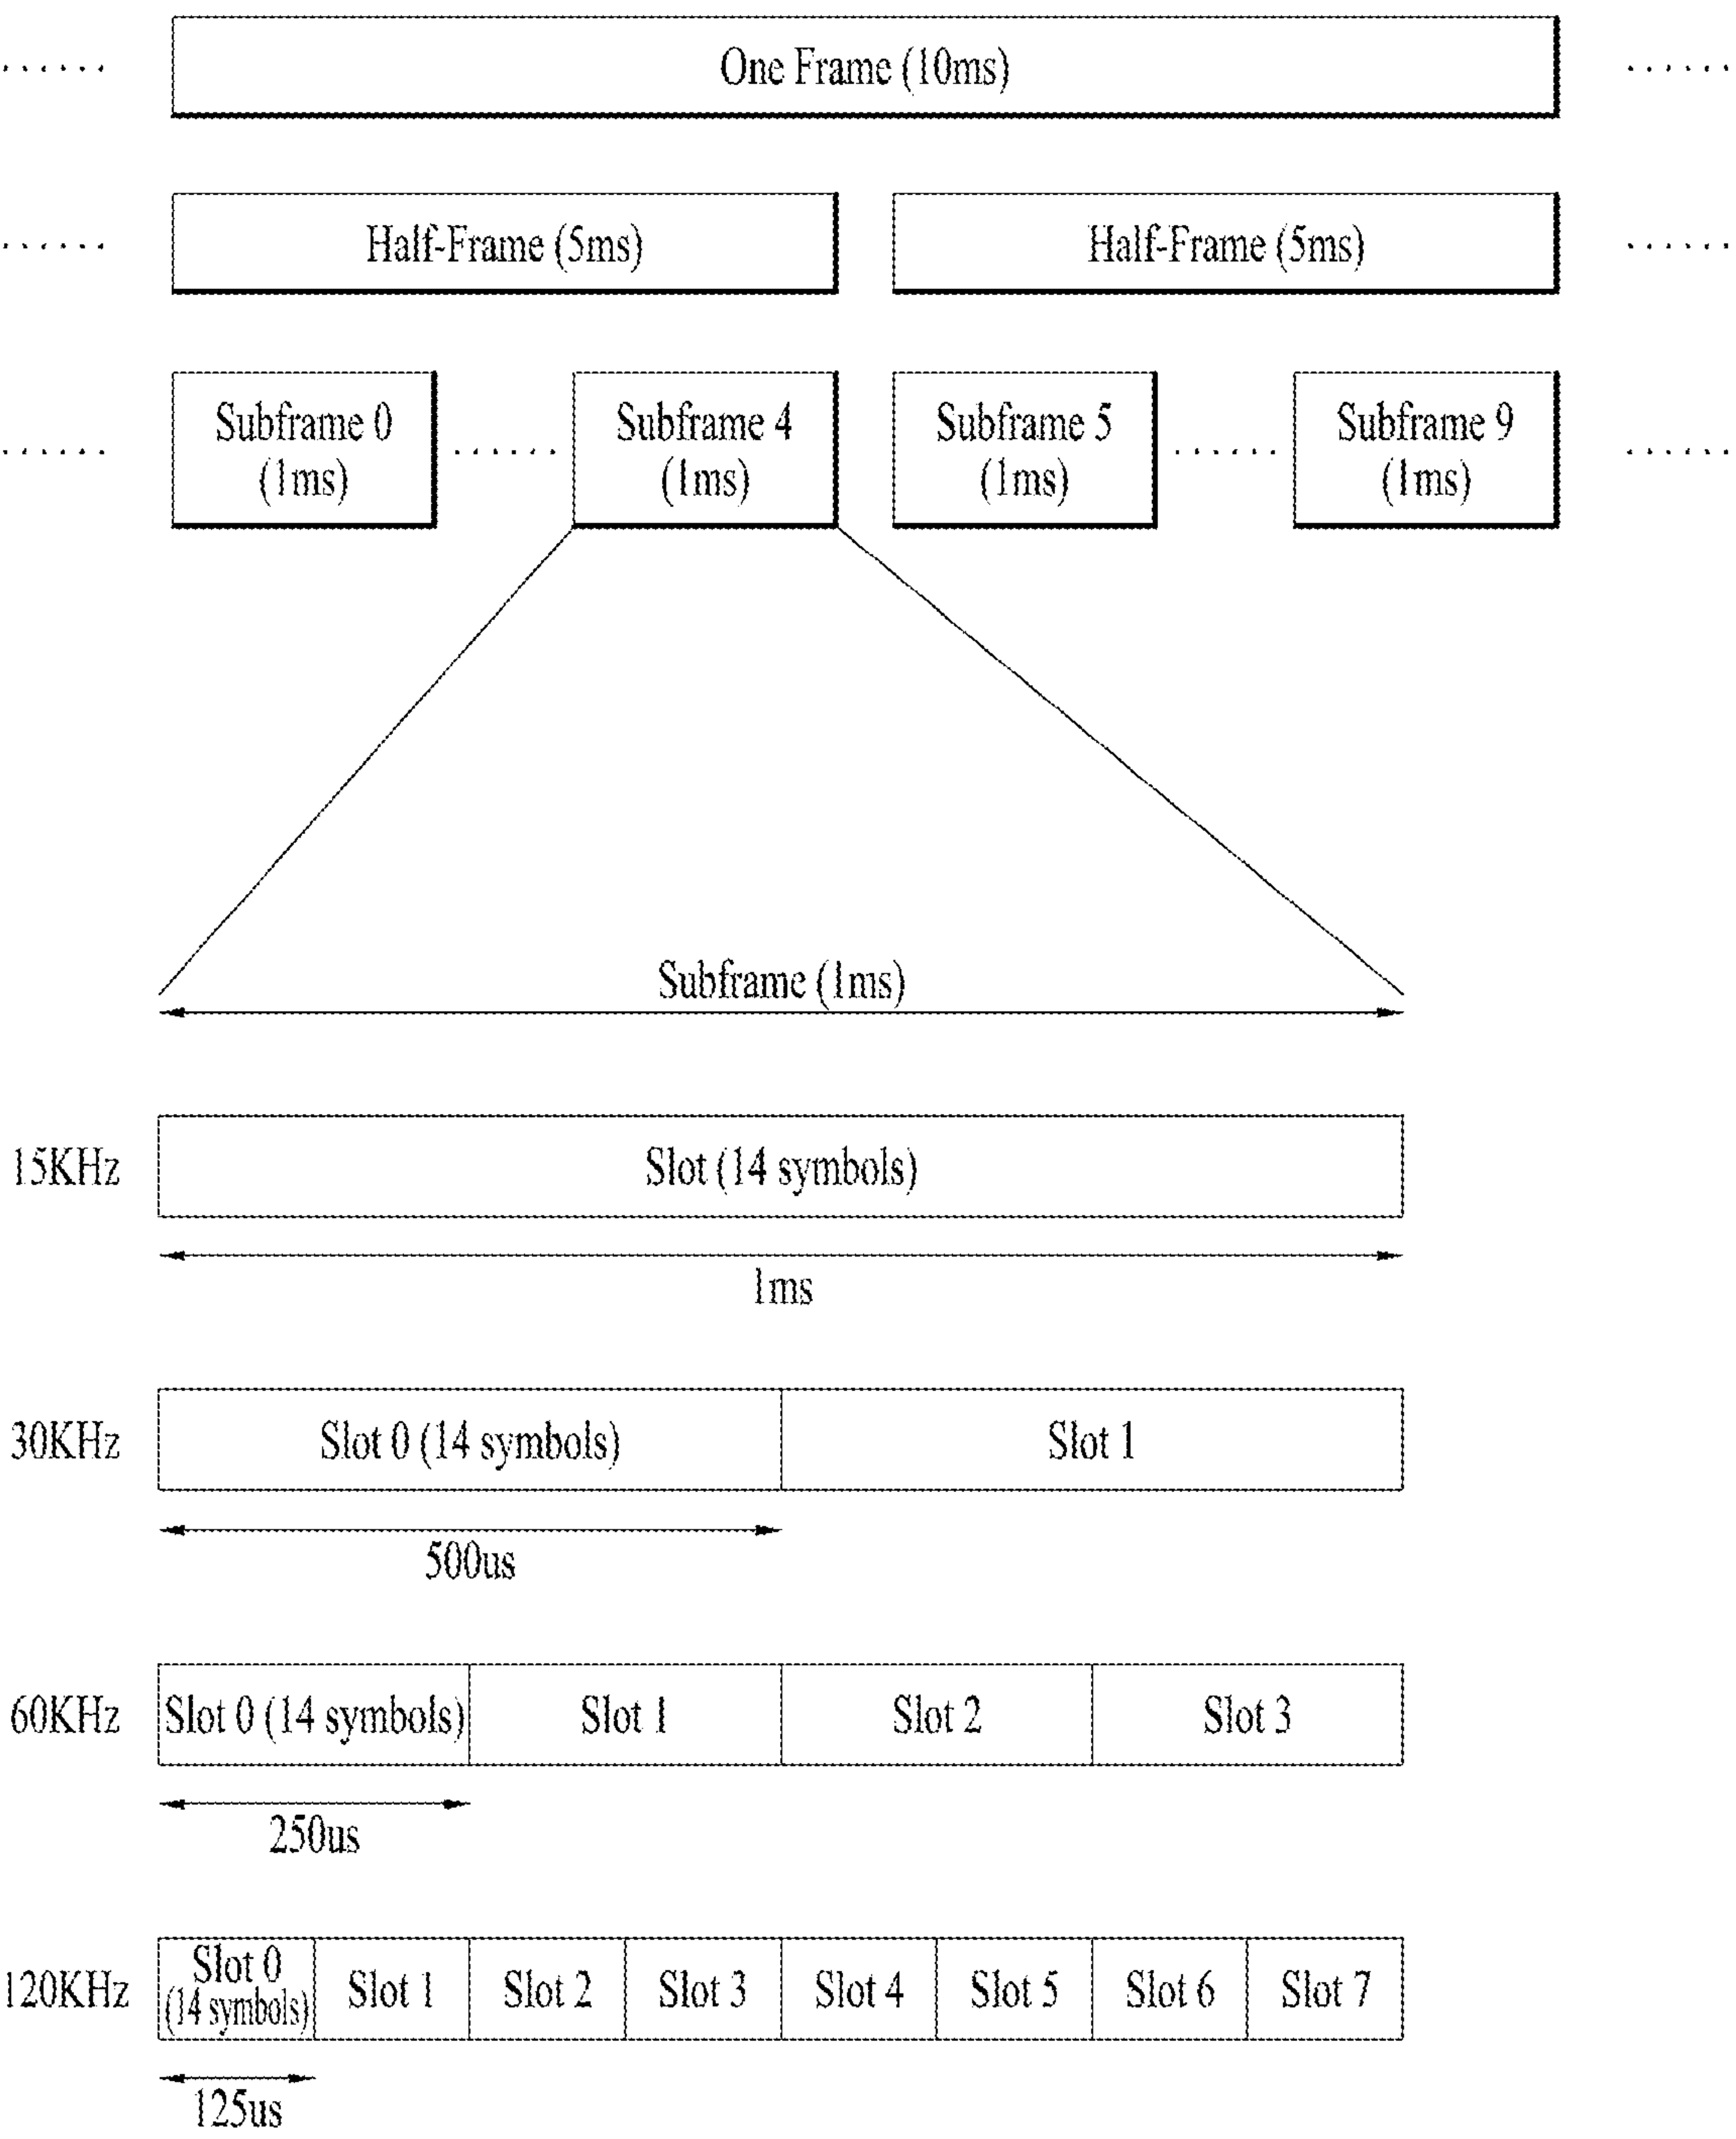 One Frame (10ms)
Half-Frame (5ms) Half-Frame (5ms)
Subframe 0 Subframe 4 Subframe 5 Subframe 9
(1ms) (1ms) (1ms) (1ms)
Subframe (1ms)
15KHz Slot (14 symbols)
1ms
30KHz Slot 0 (14 symbols) Slot 1
500us
60KHz Slot 0 (14 symbols) Slot 1 Slot 2 Slot 3
250us
120KHz Slot 0 (14 symbols) Slot 1 Slot 2 Slot 3 Slot 4 Slot 5 Slot 6 Slot 7
125us